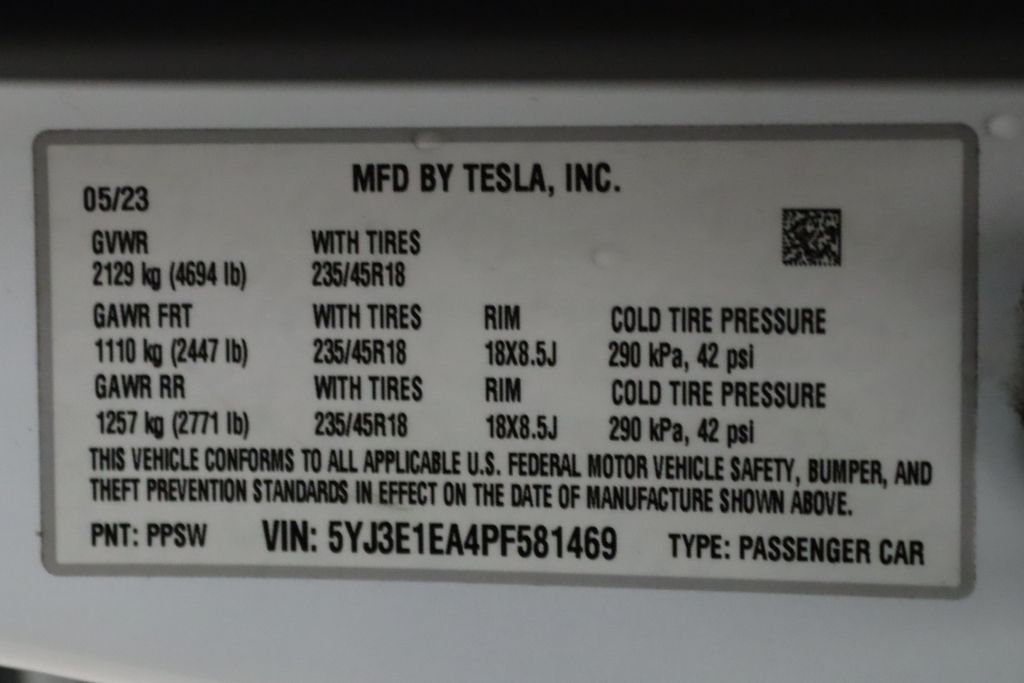 MFD BY TESLA, INC.
05/23
GVWR WITH TIRES
2129 kg (4694 lb) 235/45R18
GAWR FRT WITH TIRES RIM COLD TIRE PRESSURE
1110 kg (2447 lb) 235/45R18 18X8.5J 290 kPa, 42 psi
GAWR RR WITH TIRES RIM COLD TIRE PRESSURE
1257 kg (2771 lb) 235/45R18 18X8.5J 290 kPa, 42 psi
THIS VEHICLE CONFORMS TO ALL APPLICABLE U.S. FEDERAL MOTOR VEHICLE SAFETY, BUMPER, AND
THEFT PREVENTION STANDARDS IN EFFECT ON THE DATE OF MANUFACTURE SHOWN ABOVE.
PNT: PPSW VIN: 5YJ3E1EA4PF581469 TYPE: PASSENGER CAR